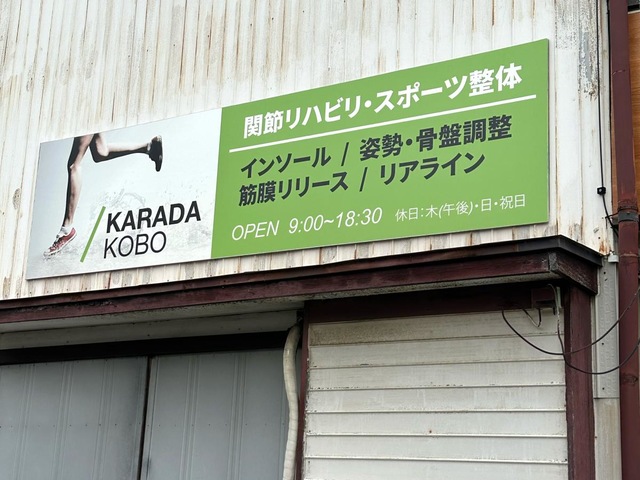 KARADA
KOBO
関節リハビリ・スポーツ整体
インソール / 姿勢・骨盤調整
筋膜リリース / リアライン
OPEN 9:00~18:30 休日:木(午後)・日・祝日